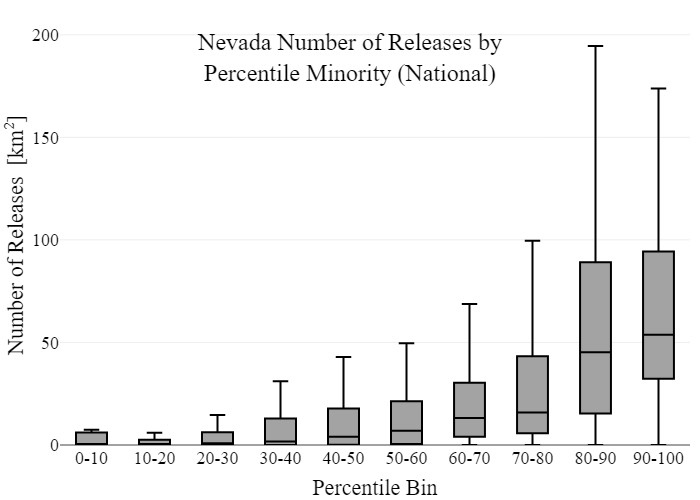 Nevada Number of Releases by
Percentile Minority (National)
Number of Releases [km²]
200
150
100
50
0
0-10 10-20 20-30 30-40 40-50 50-60 60-70 70-80 80-90 90-100
Percentile Bin